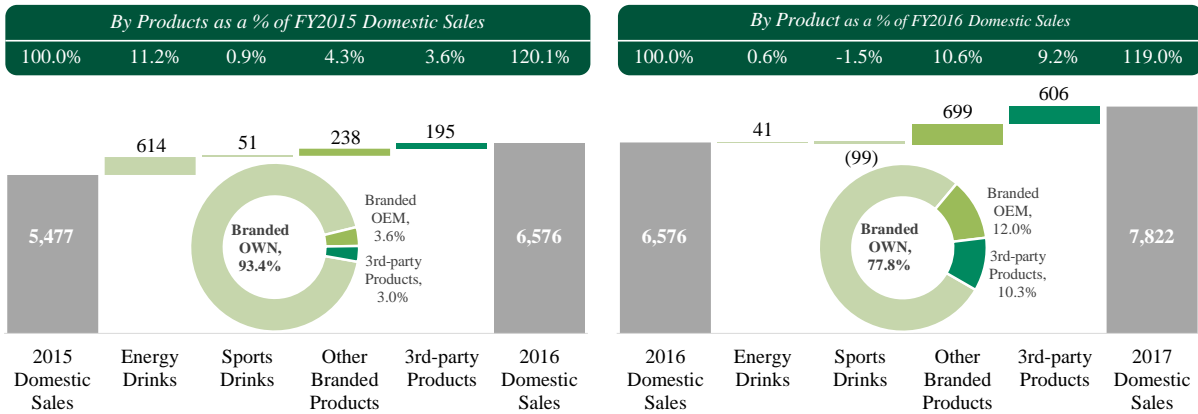 By Products as a % of FY2015 Domestic Sales
100.0% 11.2% 0.9% 4.3% 3.6% 120.1%
614
51
238
195
5,477
6,576
Branded
OWN,
93.4%
Branded
OEM,
3.6%
3rd-party
Products,
3.0%
2015
Domestic
Sales
Energy
Drinks
Sports
Drinks
Other
Branded
Products
3rd-party
Products
2016
Domestic
Sales
By Product as a % of FY2016 Domestic Sales
100.0% 0.6% -1.5% 10.6% 9.2% 119.0%
41
(99)
699
606
6,576
7,822
Branded
OWN,
77.8%
Branded
OEM,
12.0%
3rd-party
Products,
10.3%
2016
Domestic
Sales
Energy
Drinks
Sports
Drinks
Other
Branded
Products
3rd-party
Products
2017
Domestic
Sales